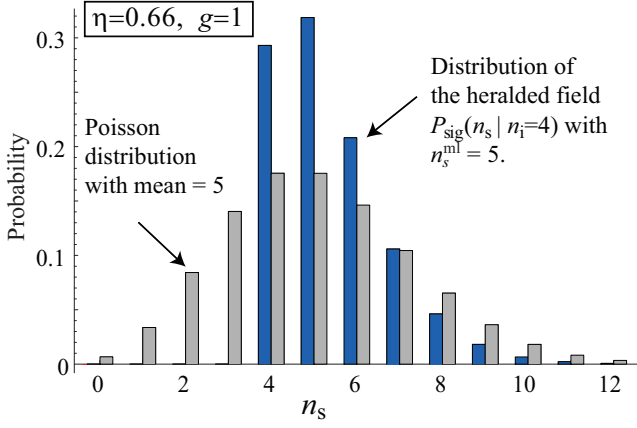 η=0.66, g=1
0.3
0.2
0.1
0
Probability
Poisson
distribution
with mean = 5
Distribution of
the heralded field
P_sig(n_s | n_i=4) with
n_s^ml = 5.
0 2 4 6 8 10 12
n_s